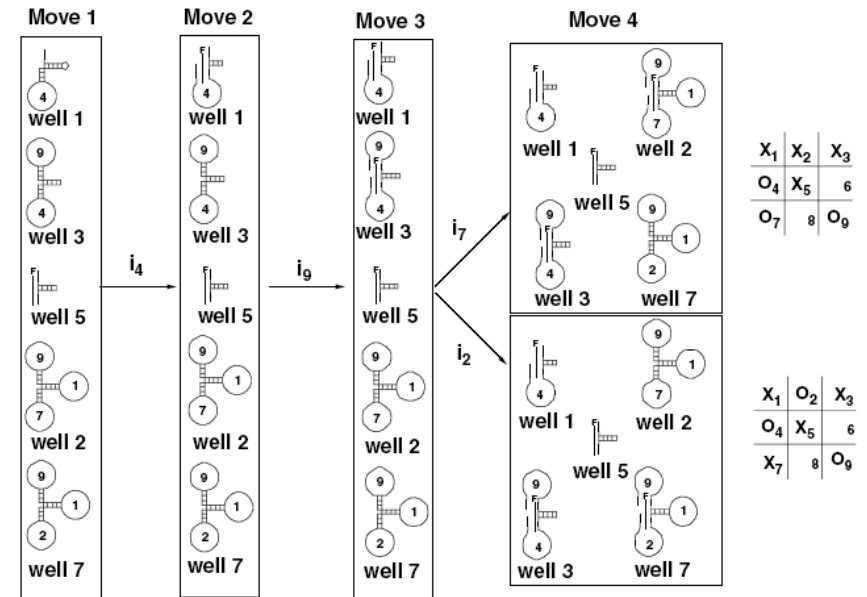 Move 1
4
well 1
9
4
well 3
F
well 5
9
1
7
well 2
9
1
2
well 7
i4
Move 2
F
4
well 1
9
4
well 3
F
well 5
9
1
7
well 2
9
1
2
well 7
i9
Move 3
F
4
well 1
9
F
4
well 3
F
well 5
9
1
7
well 2
9
1
2
well 7
i7
i2
Move 4
F
4
well 1
9
F
1
7
well 2
F
well 5
9
F
4
well 3
9
1
2
well 7
F
4
well 1
9
1
7
well 2
F
well 5
9
F
4
well 3
9
F
1
2
well 7
X1 X2 X3
O4 X5 6
O7 8 O9
X1 O2 X3
O4 X5 6
X7 8 O9